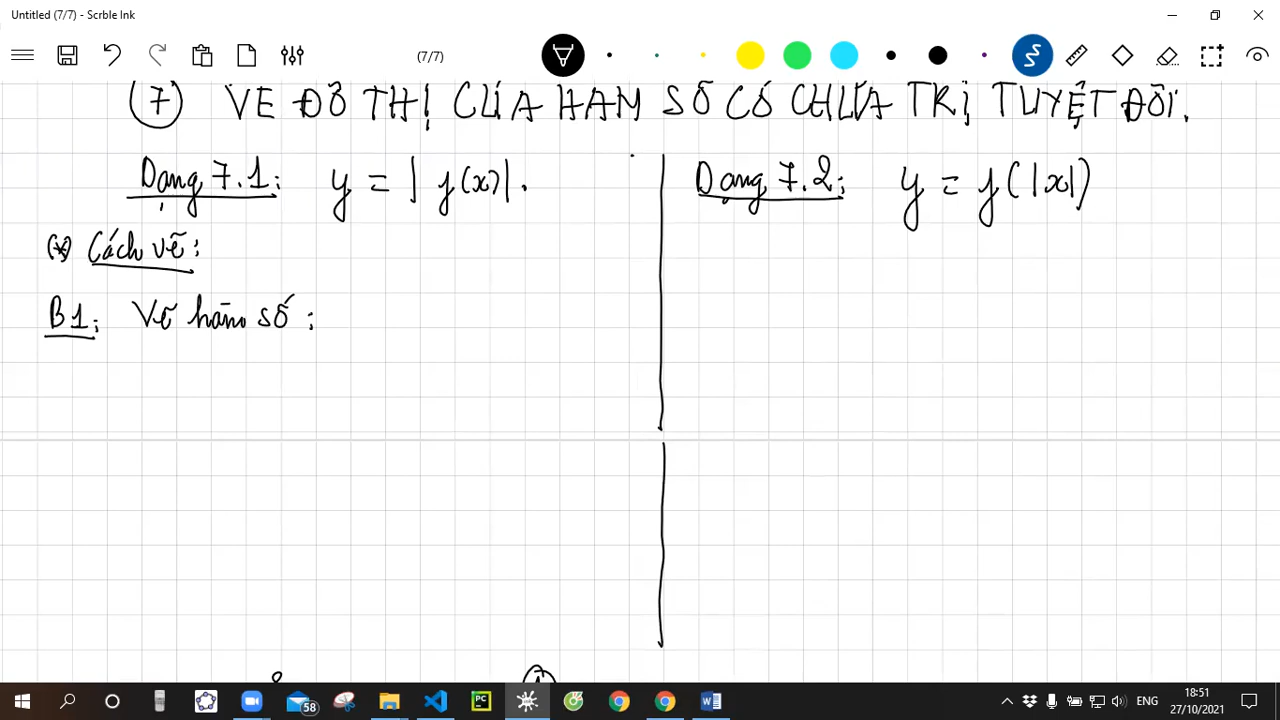 Untitled (7/7) - Scrble Ink
(7/7)
(7) VẼ ĐỒ THỊ CỦA HÀM SỐ CÓ CHỨA TRỊ TUYỆT ĐỐI.
Dạng 7.1: y = | f(x)|.
(*) Cách vẽ:
B1: Vẽ hàm số:
Dạng 7.2: y = f(|x|)
58
PC
ENG
18:51
27/10/2021